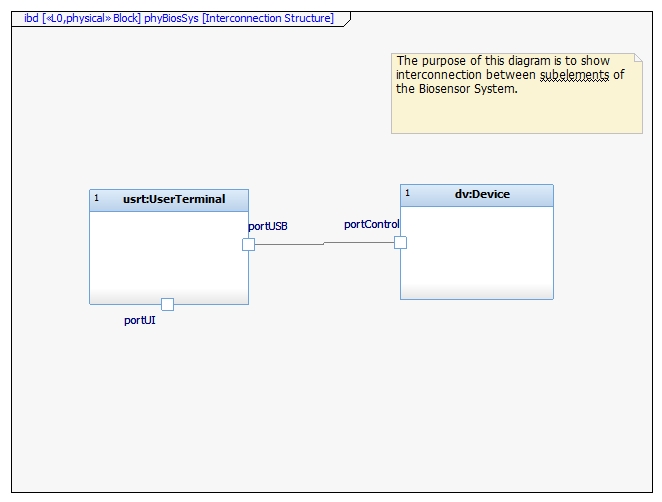 ibd [«L0,physical» Block] phyBiosSys [Interconnection Structure]
The purpose of this diagram is to show
interconnection between subelements of
the Biosensor System.
1 usrt:UserTerminal
1 dv:Device
portUSB
portControl
portUI